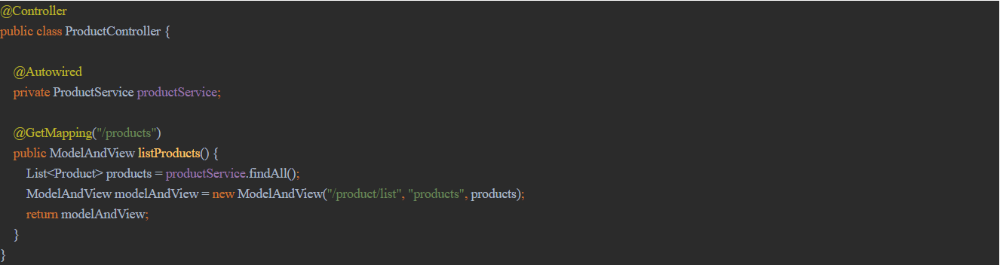 @Controller
public class ProductController {
@Autowired
private ProductService productService;
@GetMapping("/products")
public ModelAndView listProducts() {
List<Product> products = productService.findAll();
ModelAndView modelAndView = new ModelAndView("/product/list", "products", products);
return modelAndView;
}
}